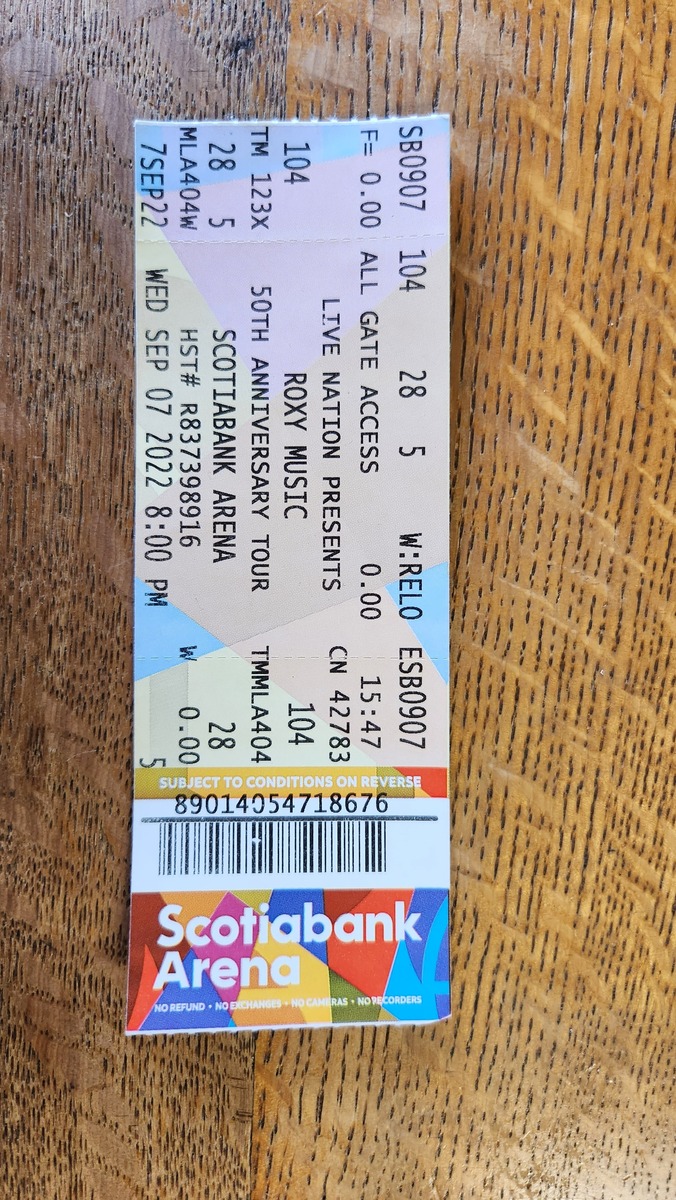 SB0907 104 28 5 W:RELO ESB0907
F= 0.00 ALL GATE ACCESS 0.00 15:47
LIVE NATION PRESENTS CN 42783
104 ROXY MUSIC 104
TM 123X 50TH ANNIVERSARY TOUR TMMLA404
28 5 SCOTIABANK ARENA 28
MLA404W HST# R837398916 W 0.00
7SEP22 WED SEP 07 2022 8:00 PM 5
SUBJECT TO CONDITIONS ON REVERSE
89014054718676
Scotiabank
Arena
NO REFUND • NO EXCHANGES • NO CAMERAS • NO RECORDERS